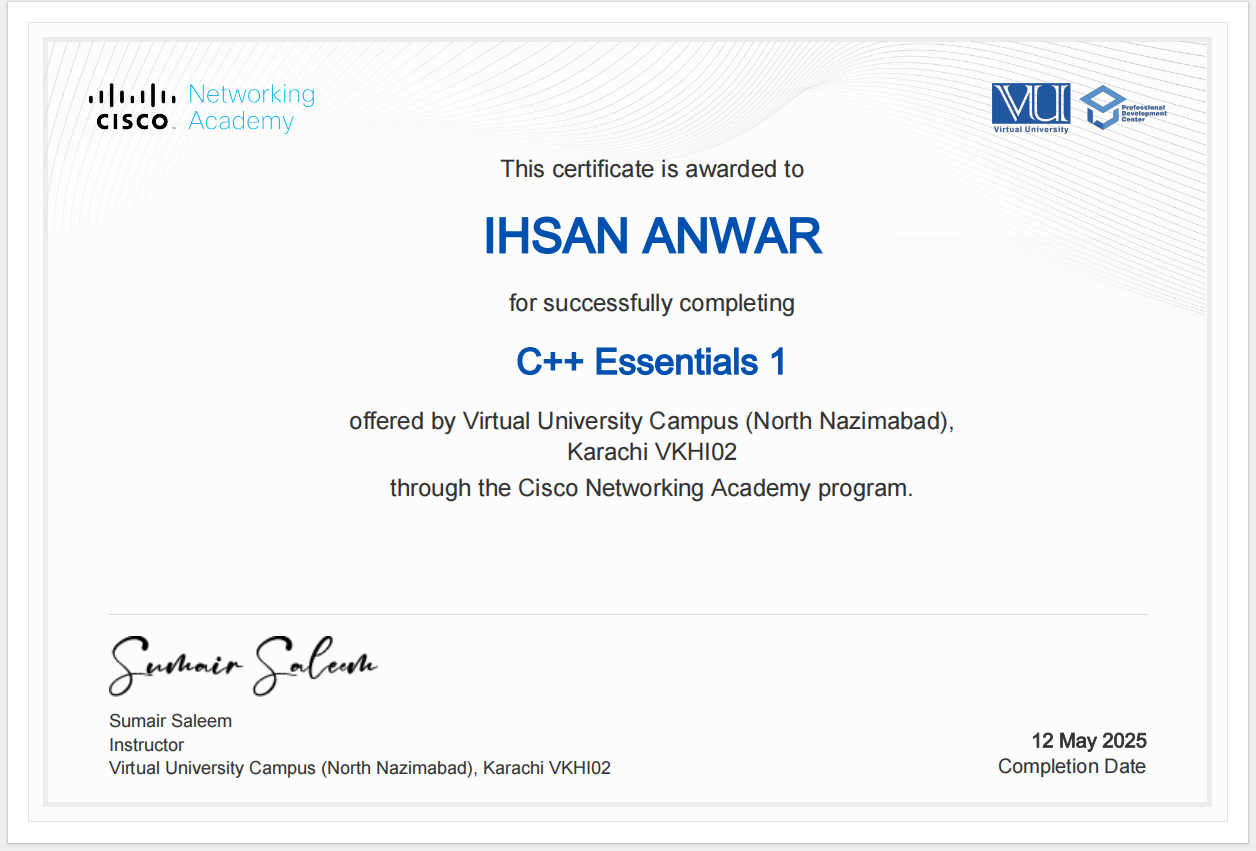 CISCO
Networking
Academy
VU
Virtual University
Professional
Development
Center
This certificate is awarded to
IHSAN ANWAR
for successfully completing
C++ Essentials 1
offered by Virtual University Campus (North Nazimabad),
Karachi VKHI02
through the Cisco Networking Academy program.
Sumair Saleem
Sumair Saleem
Instructor
Virtual University Campus (North Nazimabad), Karachi VKHI02
12 May 2025
Completion Date